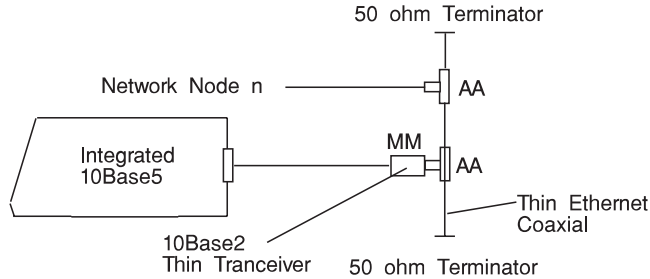 50 ohm Terminator
Network Node n
AA
MM
Integrated
10Base5
AA
Thin Ethernet
Coaxial
10Base2
Thin Tranceiver
50 ohm Terminator